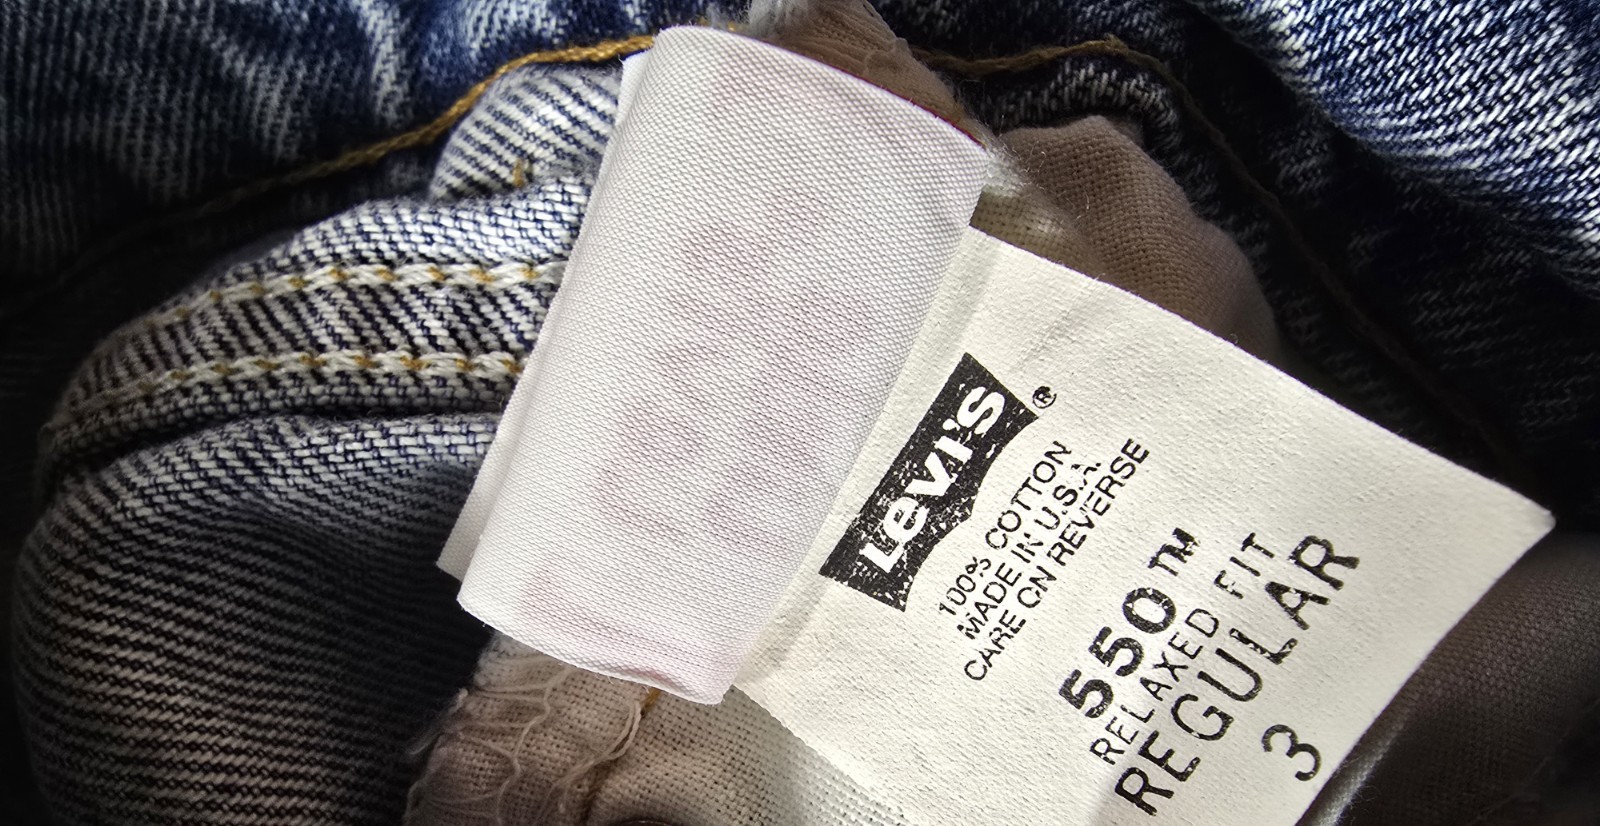 Levi's®
100% COTTON
MADE IN U.S.A.
CARE ON REVERSE
550™
RELAXED FIT
REGULAR
3